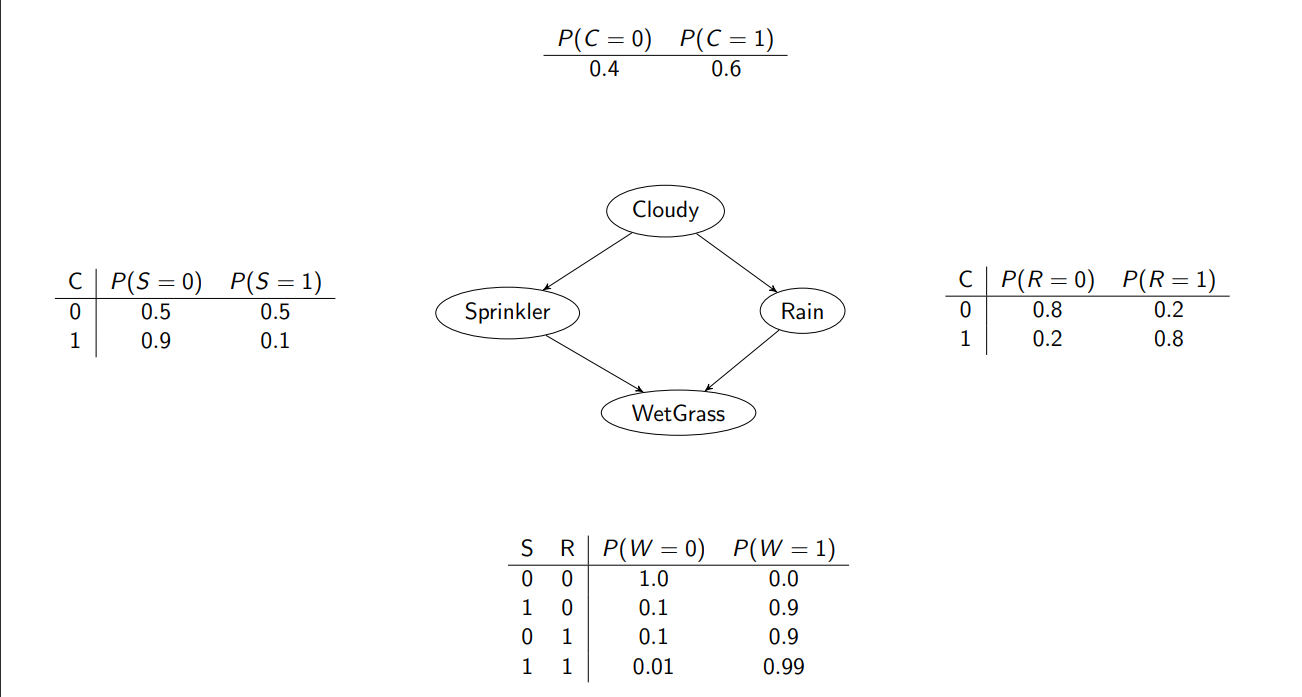 P(C = 0) P(C = 1)
0.4 0.6
Cloudy
C P(S = 0) P(S = 1)
0 0.5 0.5
1 0.9 0.1
Sprinkler
Rain
C P(R = 0) P(R = 1)
0 0.8 0.2
1 0.2 0.8
WetGrass
S R P(W = 0) P(W = 1)
0 0 1.0 0.0
1 0 0.1 0.9
0 1 0.1 0.9
1 1 0.01 0.99